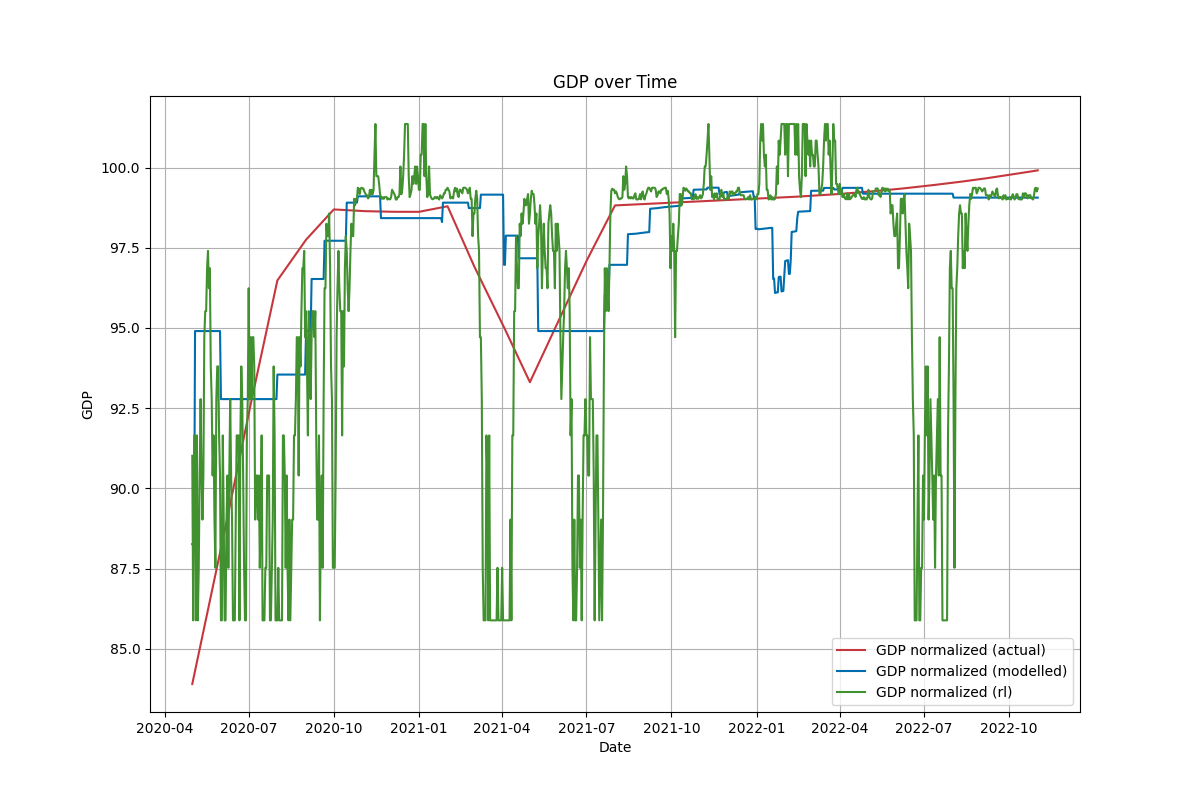 GDP over Time
GDP
100.0
97.5
95.0
92.5
90.0
87.5
85.0
GDP normalized (actual)
GDP normalized (modelled)
GDP normalized (rl)
2020-04 2020-07 2020-10 2021-01 2021-04 2021-07 2021-10 2022-01 2022-04 2022-07 2022-10
Date